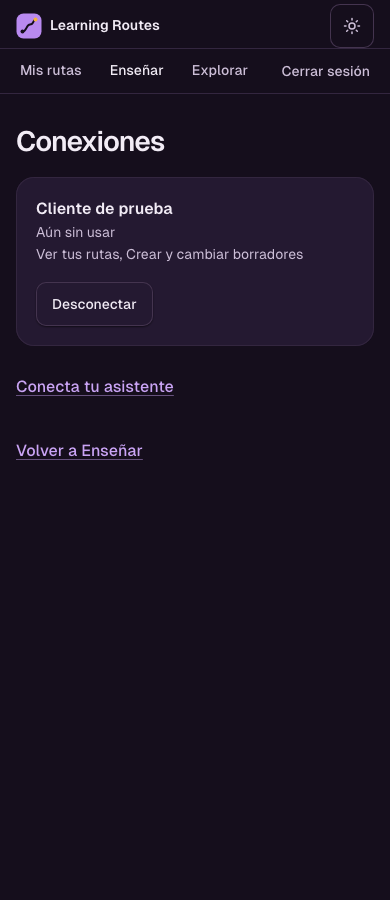 Learning Routes
Mis rutas
Enseñar
Explorar
Cerrar sesión
Conexiones
Cliente de prueba
Aún sin usar
Ver tus rutas, Crear y cambiar borradores
Desconectar
Conecta tu asistente
Volver a Enseñar